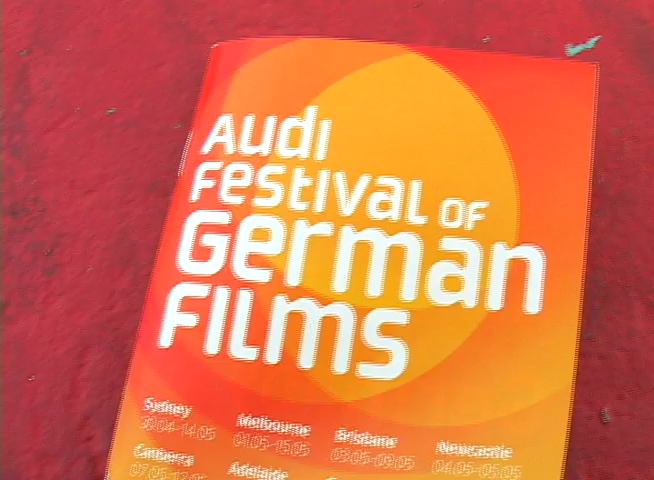 Audi
Festival of
German
Films
Sydney Melbourne Brisbane Newcastle
Canberra Adelaide